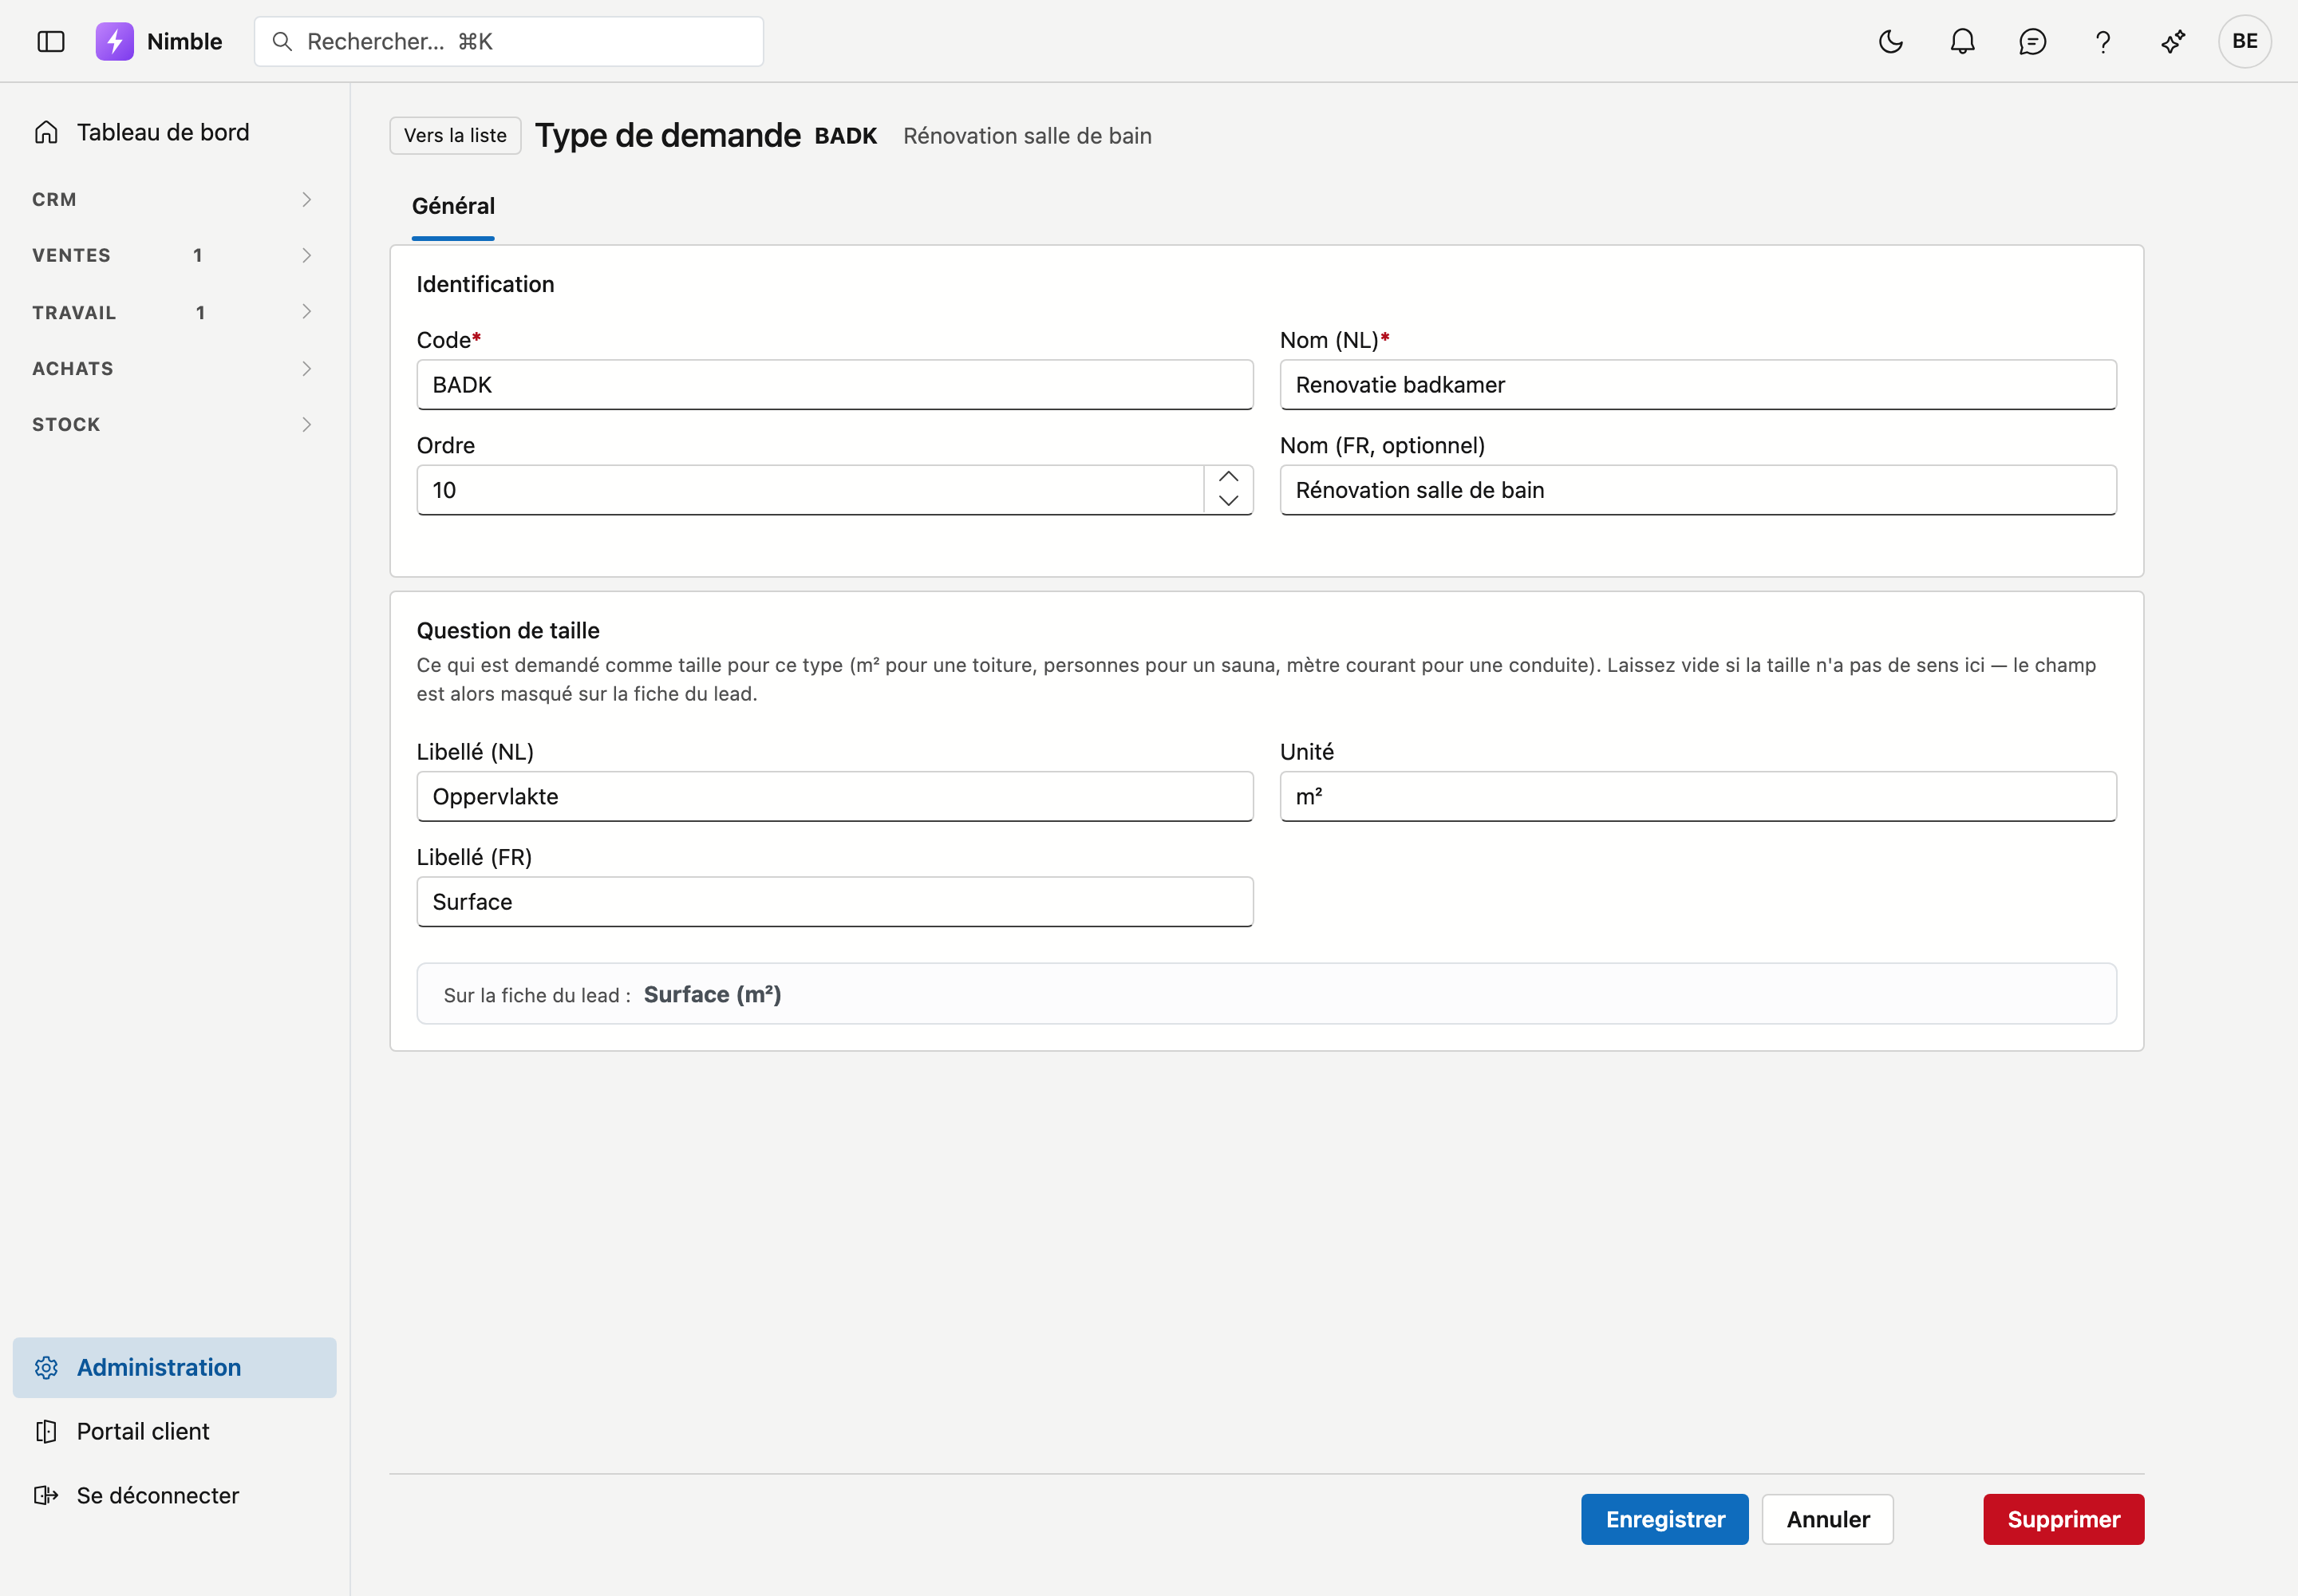 Nimble
Rechercher... ⌘K
BE
Tableau de bord
CRM
VENTES 1
TRAVAIL 1
ACHATS
STOCK
Administration
Portail client
Se déconnecter
Vers la liste
Type de demande BADK Rénovation salle de bain
Général
Identification
Code*
BADK
Nom (NL)*
Renovatie badkamer
Ordre
10
Nom (FR, optionnel)
Rénovation salle de bain
Question de taille
Ce qui est demandé comme taille pour ce type (m² pour une toiture, personnes pour un sauna, mètre courant pour une conduite). Laissez vide si la taille n'a pas de sens ici — le champ
est alors masqué sur la fiche du lead.
Libellé (NL)
Oppervlakte
Unité
m²
Libellé (FR)
Surface
Sur la fiche du lead : Surface (m²)
Enregistrer
Annuler
Supprimer